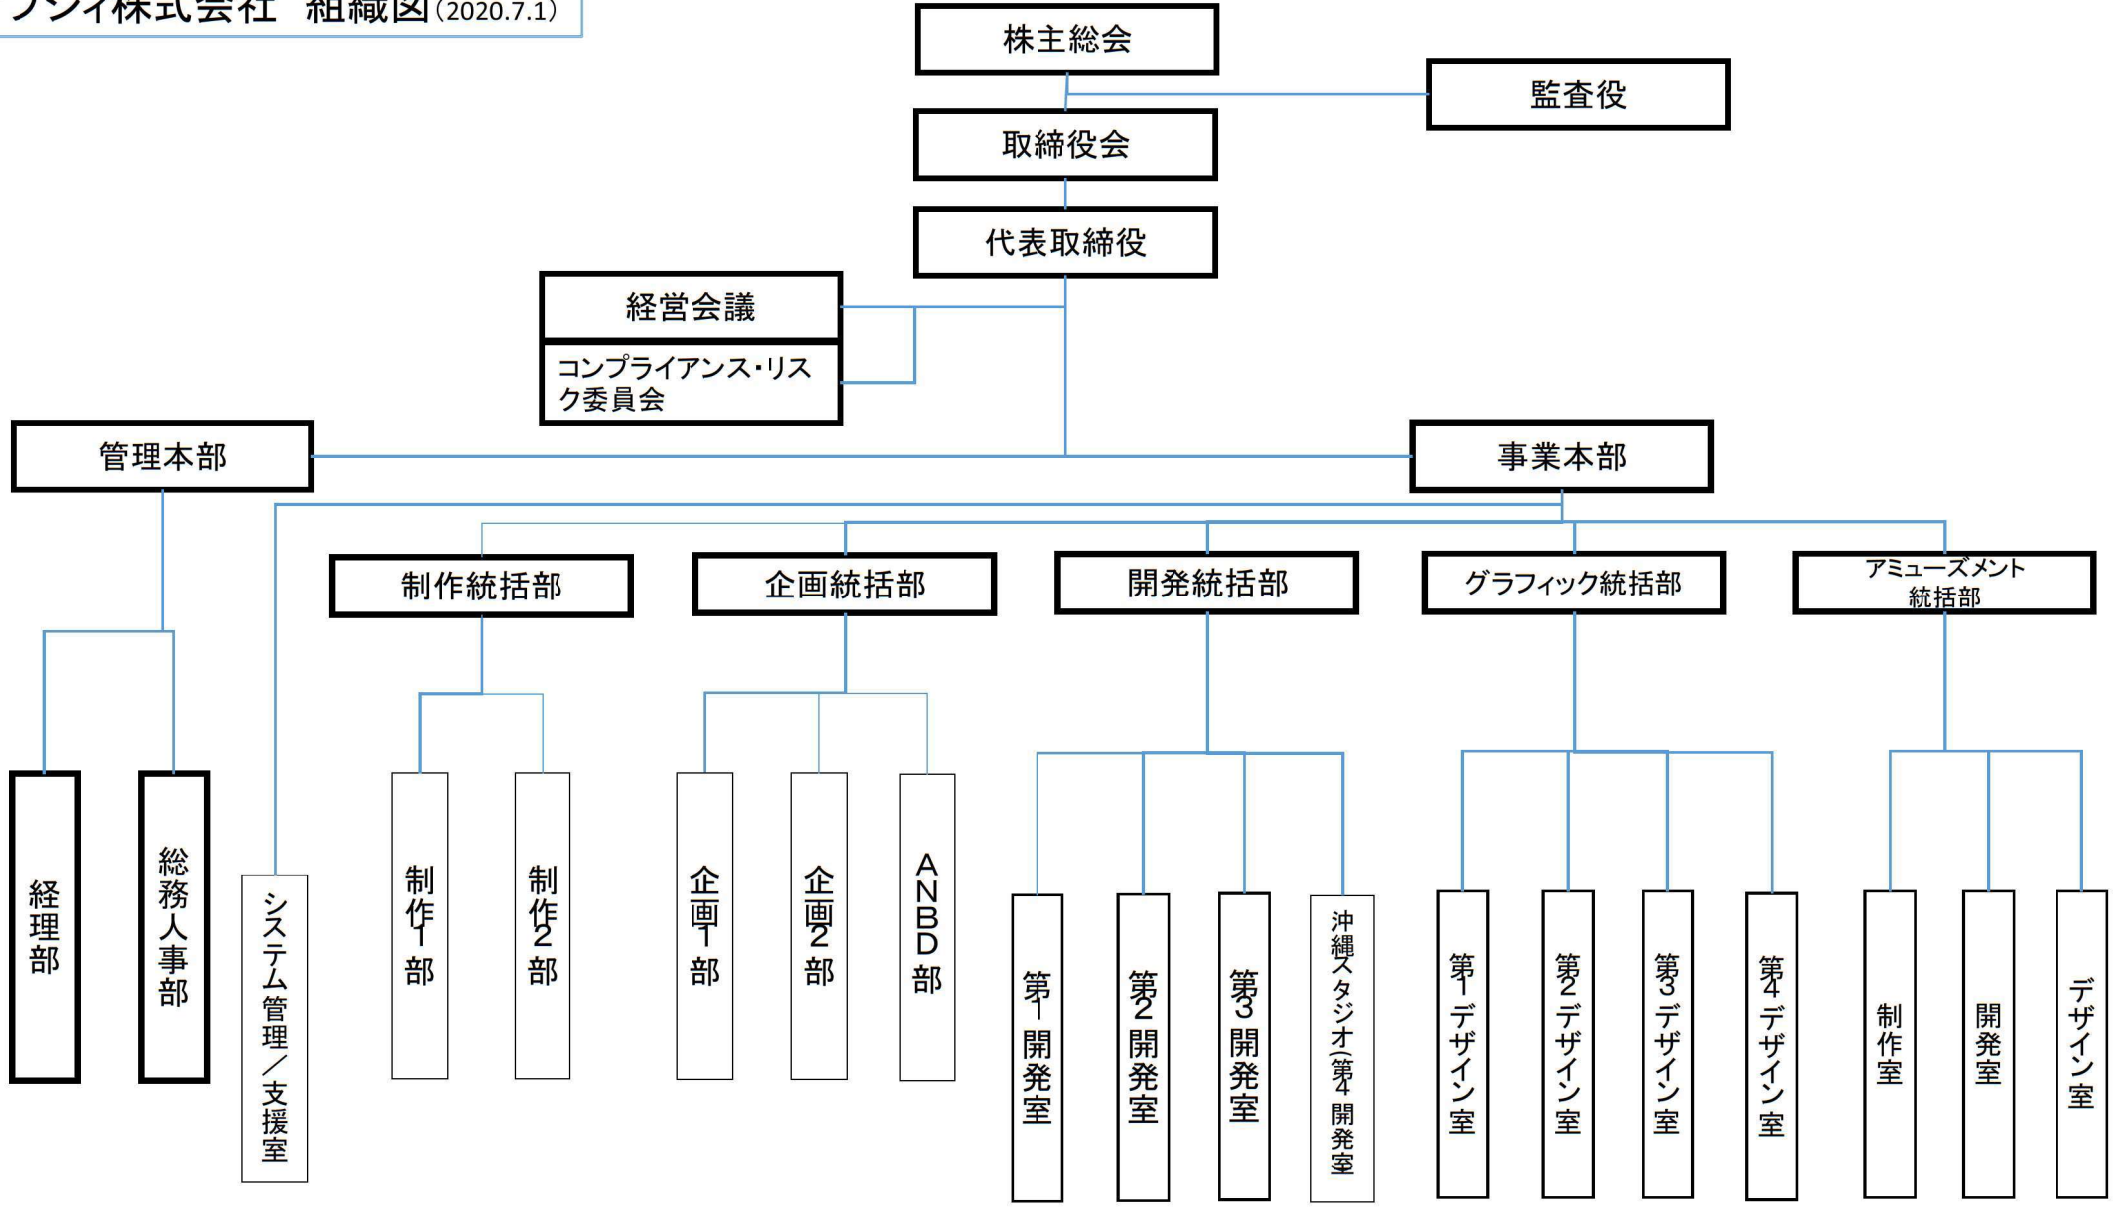 フシィ株式会社　組織図（2020.7.1）
株主総会
監査役
取締役会
代表取締役
経営会議
コンプライアンス・リス
ク委員会
管理本部
事業本部
制作統括部
企画統括部
開発統括部
グラフィック統括部
アミューズメント
統括部
経理部
総務人事部
システム管理／支援室
制作1部
制作2部
企画1部
企画2部
ANBD部
第1開発室
第2開発室
第3開発室
沖縄スタジオ(第4開発室
第1デザイン室
第2デザイン室
第3デザイン室
第4デザイン室
制作室
開発室
デザイン室